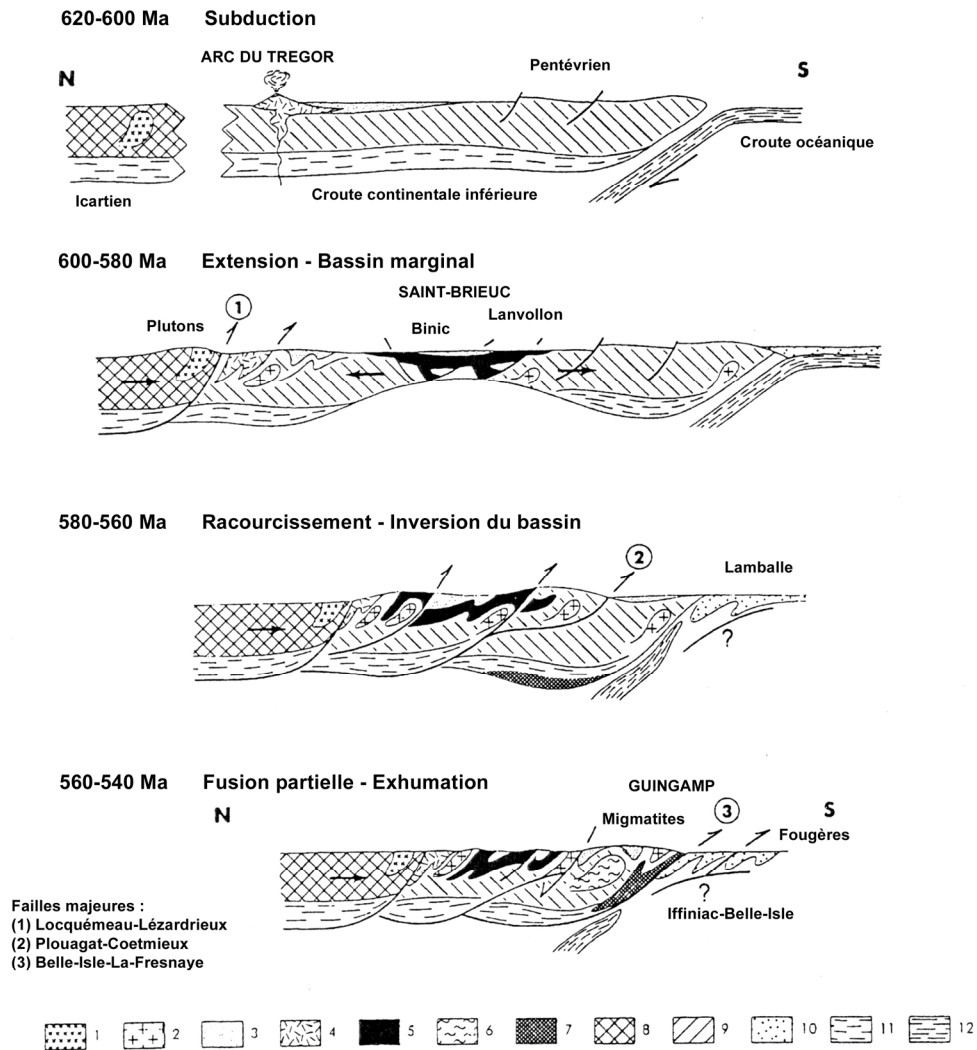 620-600 Ma Subduction
ARC DU TREGOR
Pentévrien
N
S
Croute océanique
Croute continentale inférieure
Icartien
600-580 Ma Extension - Bassin marginal
SAINT-BRIEUC
1
Lanvollon
Plutons
Binic
580-560 Ma Racourcissement - Inversion du bassin
2
Lamballe
?
560-540 Ma Fusion partielle - Exhumation
GUINGAMP
N
3
S
Migmatites
Fougères
?
Iffiniac-Belle-Isle
Failles majeures :
(1) Locquémeau-Lézardrieux
(2) Plouagat-Coetmieux
(3) Belle-Isle-La-Fresnaye
1 2 3 4 5 6 7 8 9 10 11 12